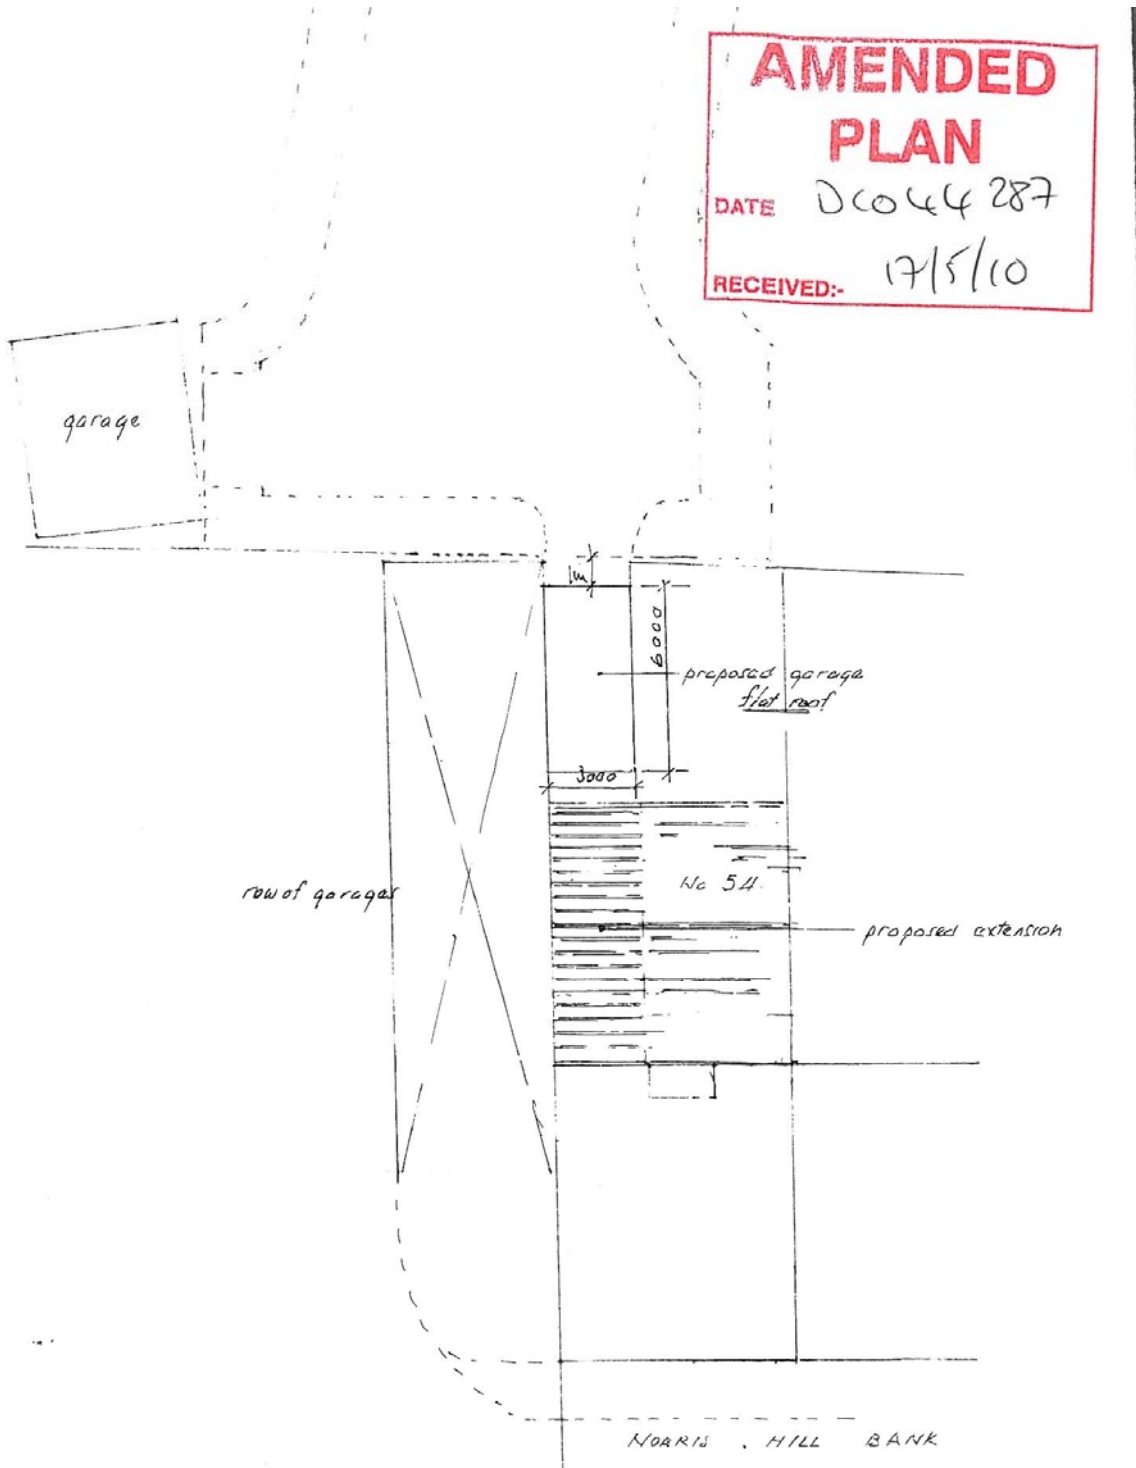 AMENDED
PLAN
DATE DC044287
RECEIVED:- 17/5/10
garage
1m
6000
proposed garage
flat roof
3000
row of garages
No 54.
proposed extension
NORRIS . HILL BANK